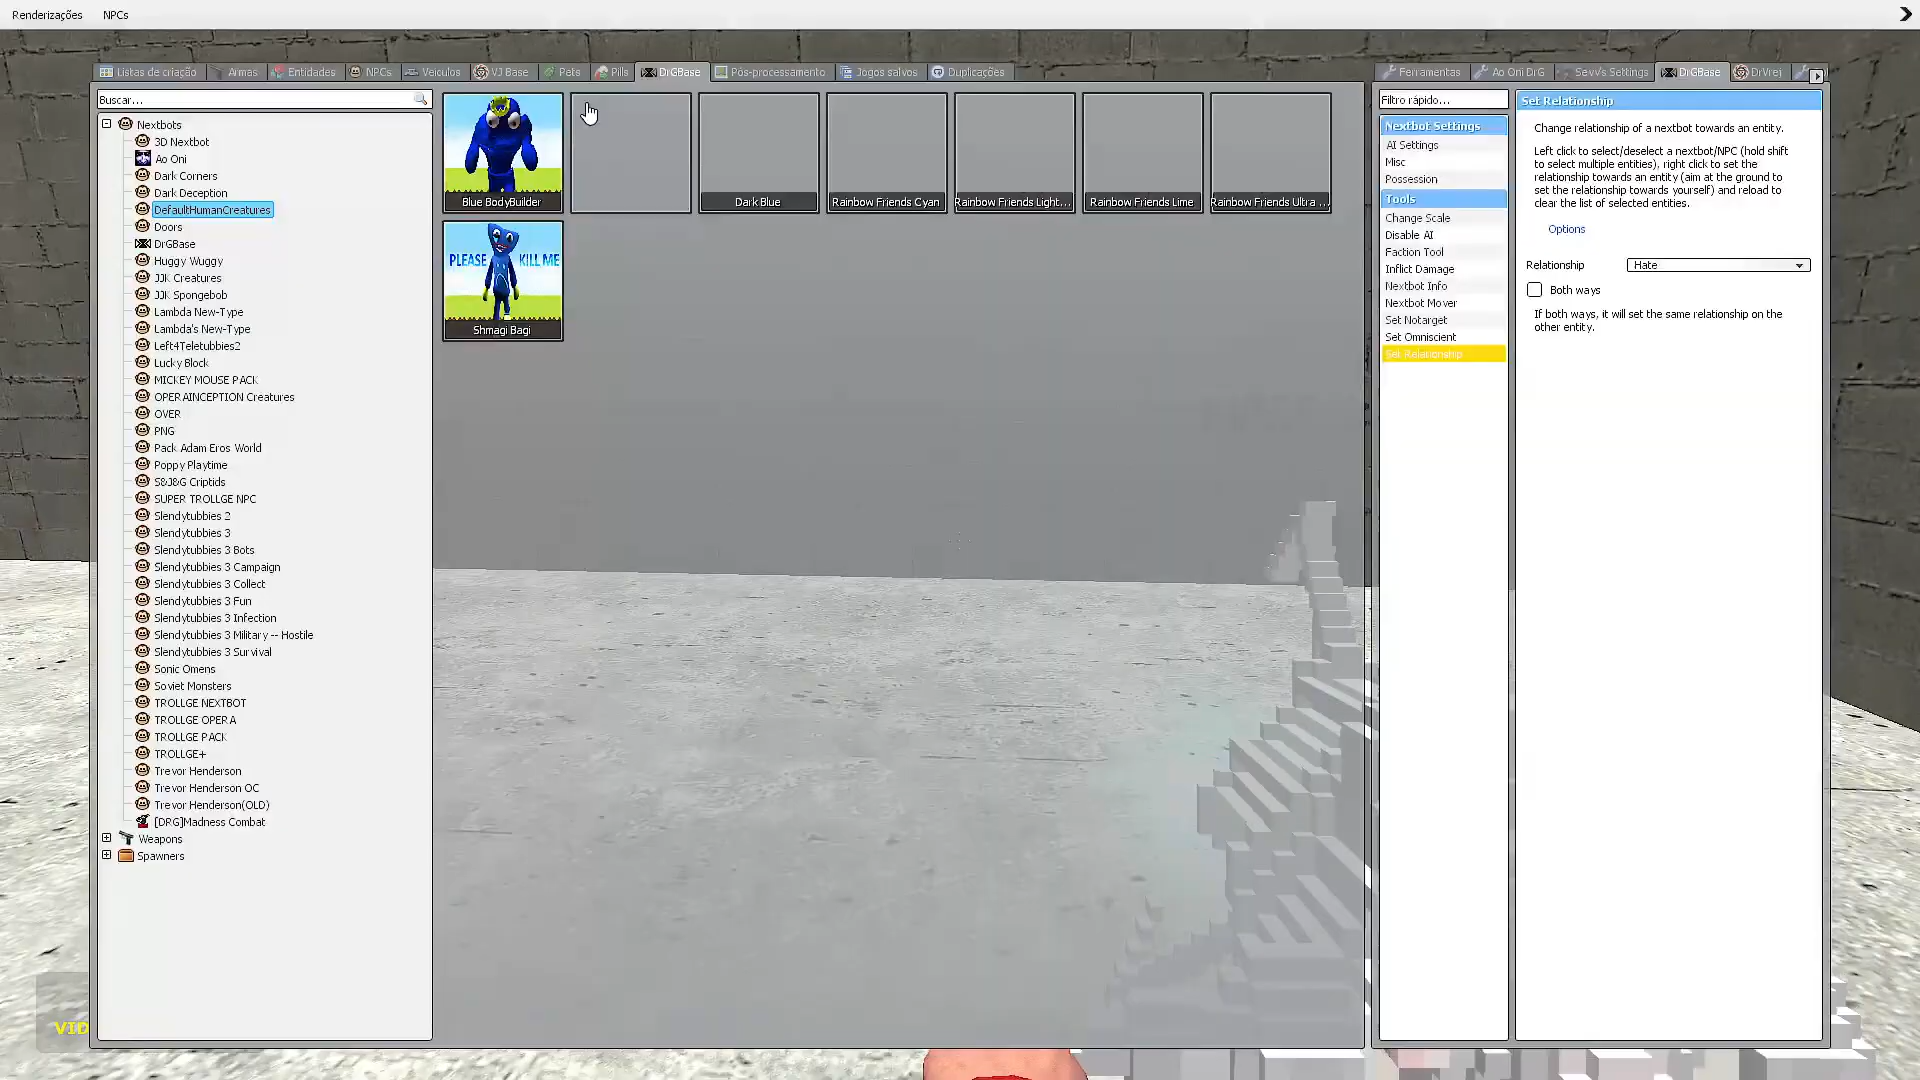 Renderizações NPCs
Listas de criação Armas Entidades NPCs Veiculos VJ Base Pets Pills DrGBase Pós-processamento Jogos salvos Duplicações
Ferramentas Ao Oni DrG Sevv's Settings DrGBase DrVrej
Buscar...
Nextbots
3D Nextbot
Ao Oni
Dark Corners
Dark Deception
DefaultHumanCreatures
Doors
DrGBase
Huggy Wuggy
JJK Creatures
JJK Spongebob
Lambda New-Type
Lambda's New-Type
Left4Teletubbies2
Lucky Block
MICKEY MOUSE PACK
OPERAINCEPTION Creatures
OVER
PNG
Pack Adam Eros World
Poppy Playtime
S&J&G Criptids
SUPER TROLLGE NPC
Slendytubbies 2
Slendytubbies 3
Slendytubbies 3 Bots
Slendytubbies 3 Campaign
Slendytubbies 3 Collect
Slendytubbies 3 Fun
Slendytubbies 3 Infection
Slendytubbies 3 Military -- Hostile
Slendytubbies 3 Survival
Sonic Omens
Soviet Monsters
TROLLGE NEXTBOT
TROLLGE OPERA
TROLLGE PACK
TROLLGE+
Trevor Henderson
Trevor Henderson OC
Trevor Henderson(OLD)
[DRG]Madness Combat
Weapons
Spawners
Blue BodyBuilder
Dark Blue
Rainbow Friends Cyan
Rainbow Friends Light...
Rainbow Friends Lime
Rainbow Friends Ultra ...
PLEASE KILL ME
Shmagi Bagi
Filtro rápido...
Nextbot Settings
AI Settings
Misc
Possession
Tools
Change Scale
Disable AI
Faction Tool
Inflict Damage
Nextbot Info
Nextbot Mover
Set Notarget
Set Omniscient
Set Relationship
Set Relationship
Change relationship of a nextbot towards an entity.
Left click to select/deselect a nextbot/NPC (hold shift
to select multiple entities), right click to set the
relationship towards an entity (aim at the ground to
set the relationship towards yourself) and reload to
clear the list of selected entities.
Options
Relationship Hate
Both ways
If both ways, it will set the same relationship on the
other entity.
VID